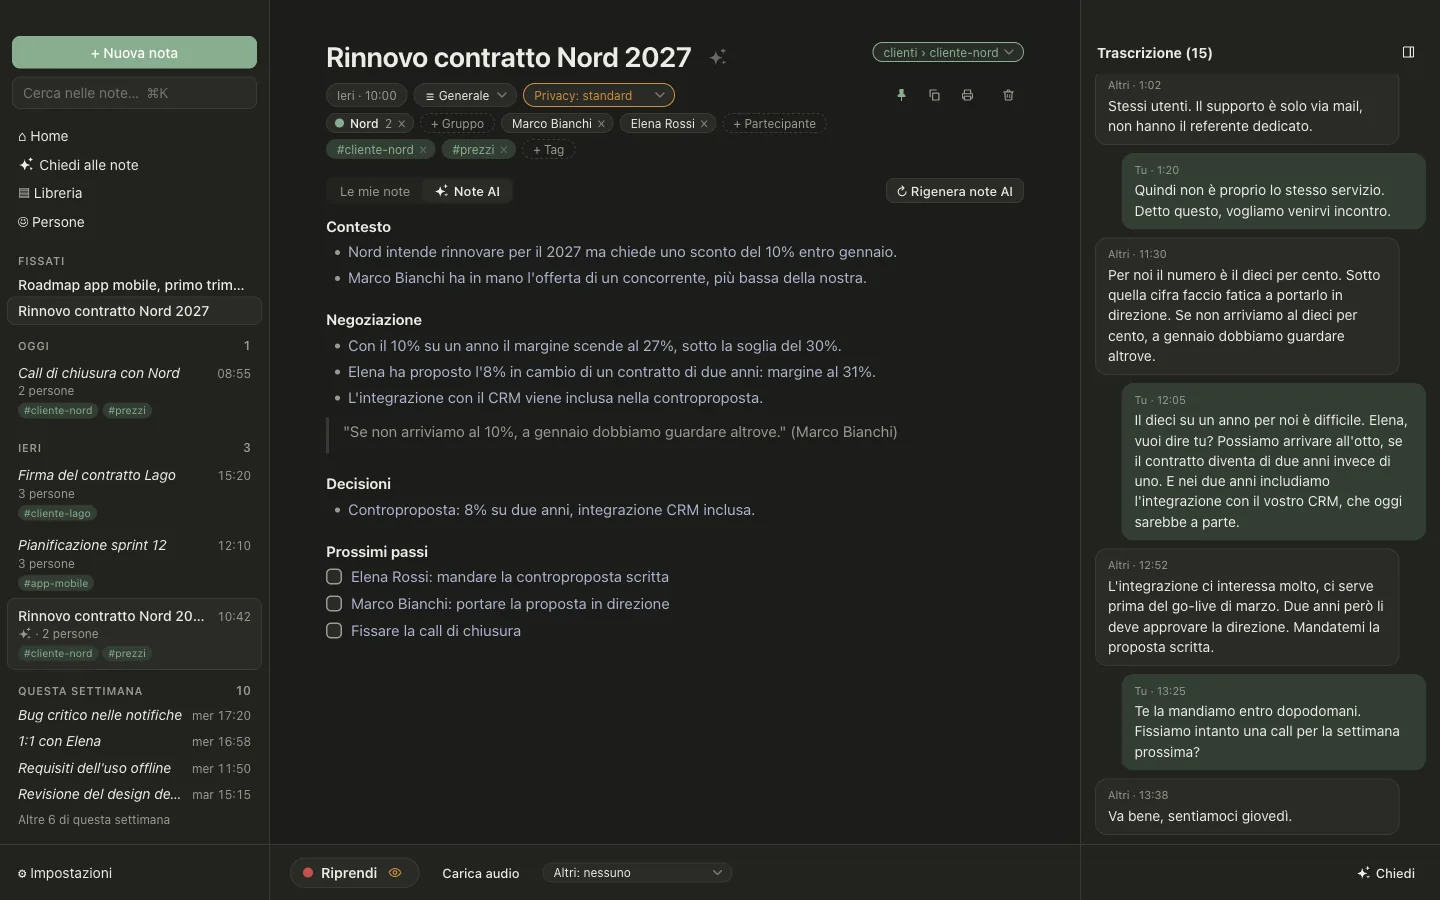 + Nuova nota
Cerca nelle note… ⌘K
Home
Chiedi alle note
Libreria
Persone
FISSATI
Roadmap app mobile, primo trim…
Rinnovo contratto Nord 2027
OGGI 1
Call di chiusura con Nord 08:55
2 persone
#cliente-nord #prezzi
IERI 3
Firma del contratto Lago 15:20
3 persone
#cliente-lago
Pianificazione sprint 12 12:10
3 persone
#app-mobile
Rinnovo contratto Nord 20… 10:42
· 2 persone
#cliente-nord #prezzi
QUESTA SETTIMANA 10
Bug critico nelle notifiche mer 17:20
1:1 con Elena mer 16:58
Requisiti dell'uso offline mer 11:50
Revisione del design de… mar 15:15
Altre 6 di questa settimana
Impostazioni
Rinnovo contratto Nord 2027
clienti › cliente-nord
Ieri · 10:00 Generale Privacy: standard
Nord 2 × + Gruppo Marco Bianchi × Elena Rossi × + Partecipante
#cliente-nord × #prezzi × + Tag
Le mie note Note AI Rigenera note AI
Contesto
• Nord intende rinnovare per il 2027 ma chiede uno sconto del 10% entro gennaio.
• Marco Bianchi ha in mano l'offerta di un concorrente, più bassa della nostra.
Negoziazione
• Con il 10% su un anno il margine scende al 27%, sotto la soglia del 30%.
• Elena ha proposto l'8% in cambio di un contratto di due anni: margine al 31%.
• L'integrazione con il CRM viene inclusa nella controproposta.
"Se non arriviamo al 10%, a gennaio dobbiamo guardare altrove." (Marco Bianchi)
Decisioni
• Controproposta: 8% su due anni, integrazione CRM inclusa.
Prossimi passi
Elena Rossi: mandare la controproposta scritta
Marco Bianchi: portare la proposta in direzione
Fissare la call di chiusura
Riprendi Carica audio Altri: nessuno
Trascrizione (15)
Altri · 1:02
Stessi utenti. Il supporto è solo via mail,
non hanno il referente dedicato.
Tu · 1:20
Quindi non è proprio lo stesso servizio.
Detto questo, vogliamo venirvi incontro.
Altri · 11:30
Per noi il numero è il dieci per cento. Sotto
quella cifra faccio fatica a portarlo in
direzione. Se non arriviamo al dieci per
cento, a gennaio dobbiamo guardare
altrove.
Tu · 12:05
Il dieci su un anno per noi è difficile. Elena,
vuoi dire tu? Possiamo arrivare all'otto, se
il contratto diventa di due anni invece di
uno. E nei due anni includiamo
l'integrazione con il vostro CRM, che oggi
sarebbe a parte.
Altri · 12:52
L'integrazione ci interessa molto, ci serve
prima del go-live di marzo. Due anni però li
deve approvare la direzione. Mandatemi la
proposta scritta.
Tu · 13:25
Te la mandiamo entro dopodomani.
Fissiamo intanto una call per la settimana
prossima?
Altri · 13:38
Va bene, sentiamoci giovedì.
Chiedi